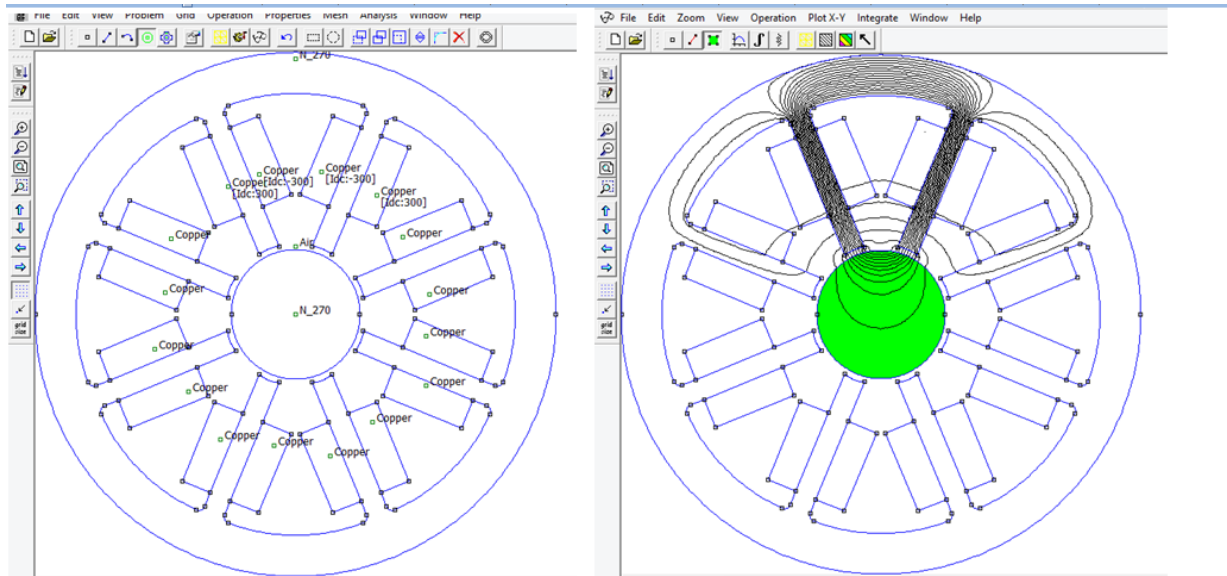 File Edit View Problem Grid Operation Properties Mesh Analysis Window Help
N_270
Copper
[Idc:-300]
Copper
[Idc:-300]
Copper
[Idc:300]
Copper
[Idc:300]
Copper
Copper
Air
Copper
Copper
N_270
Copper
Copper
Copper
Copper
Copper
Copper
Copper
Copper
grid
size
File Edit Zoom View Operation Plot X-Y Integrate Window Help
grid
size